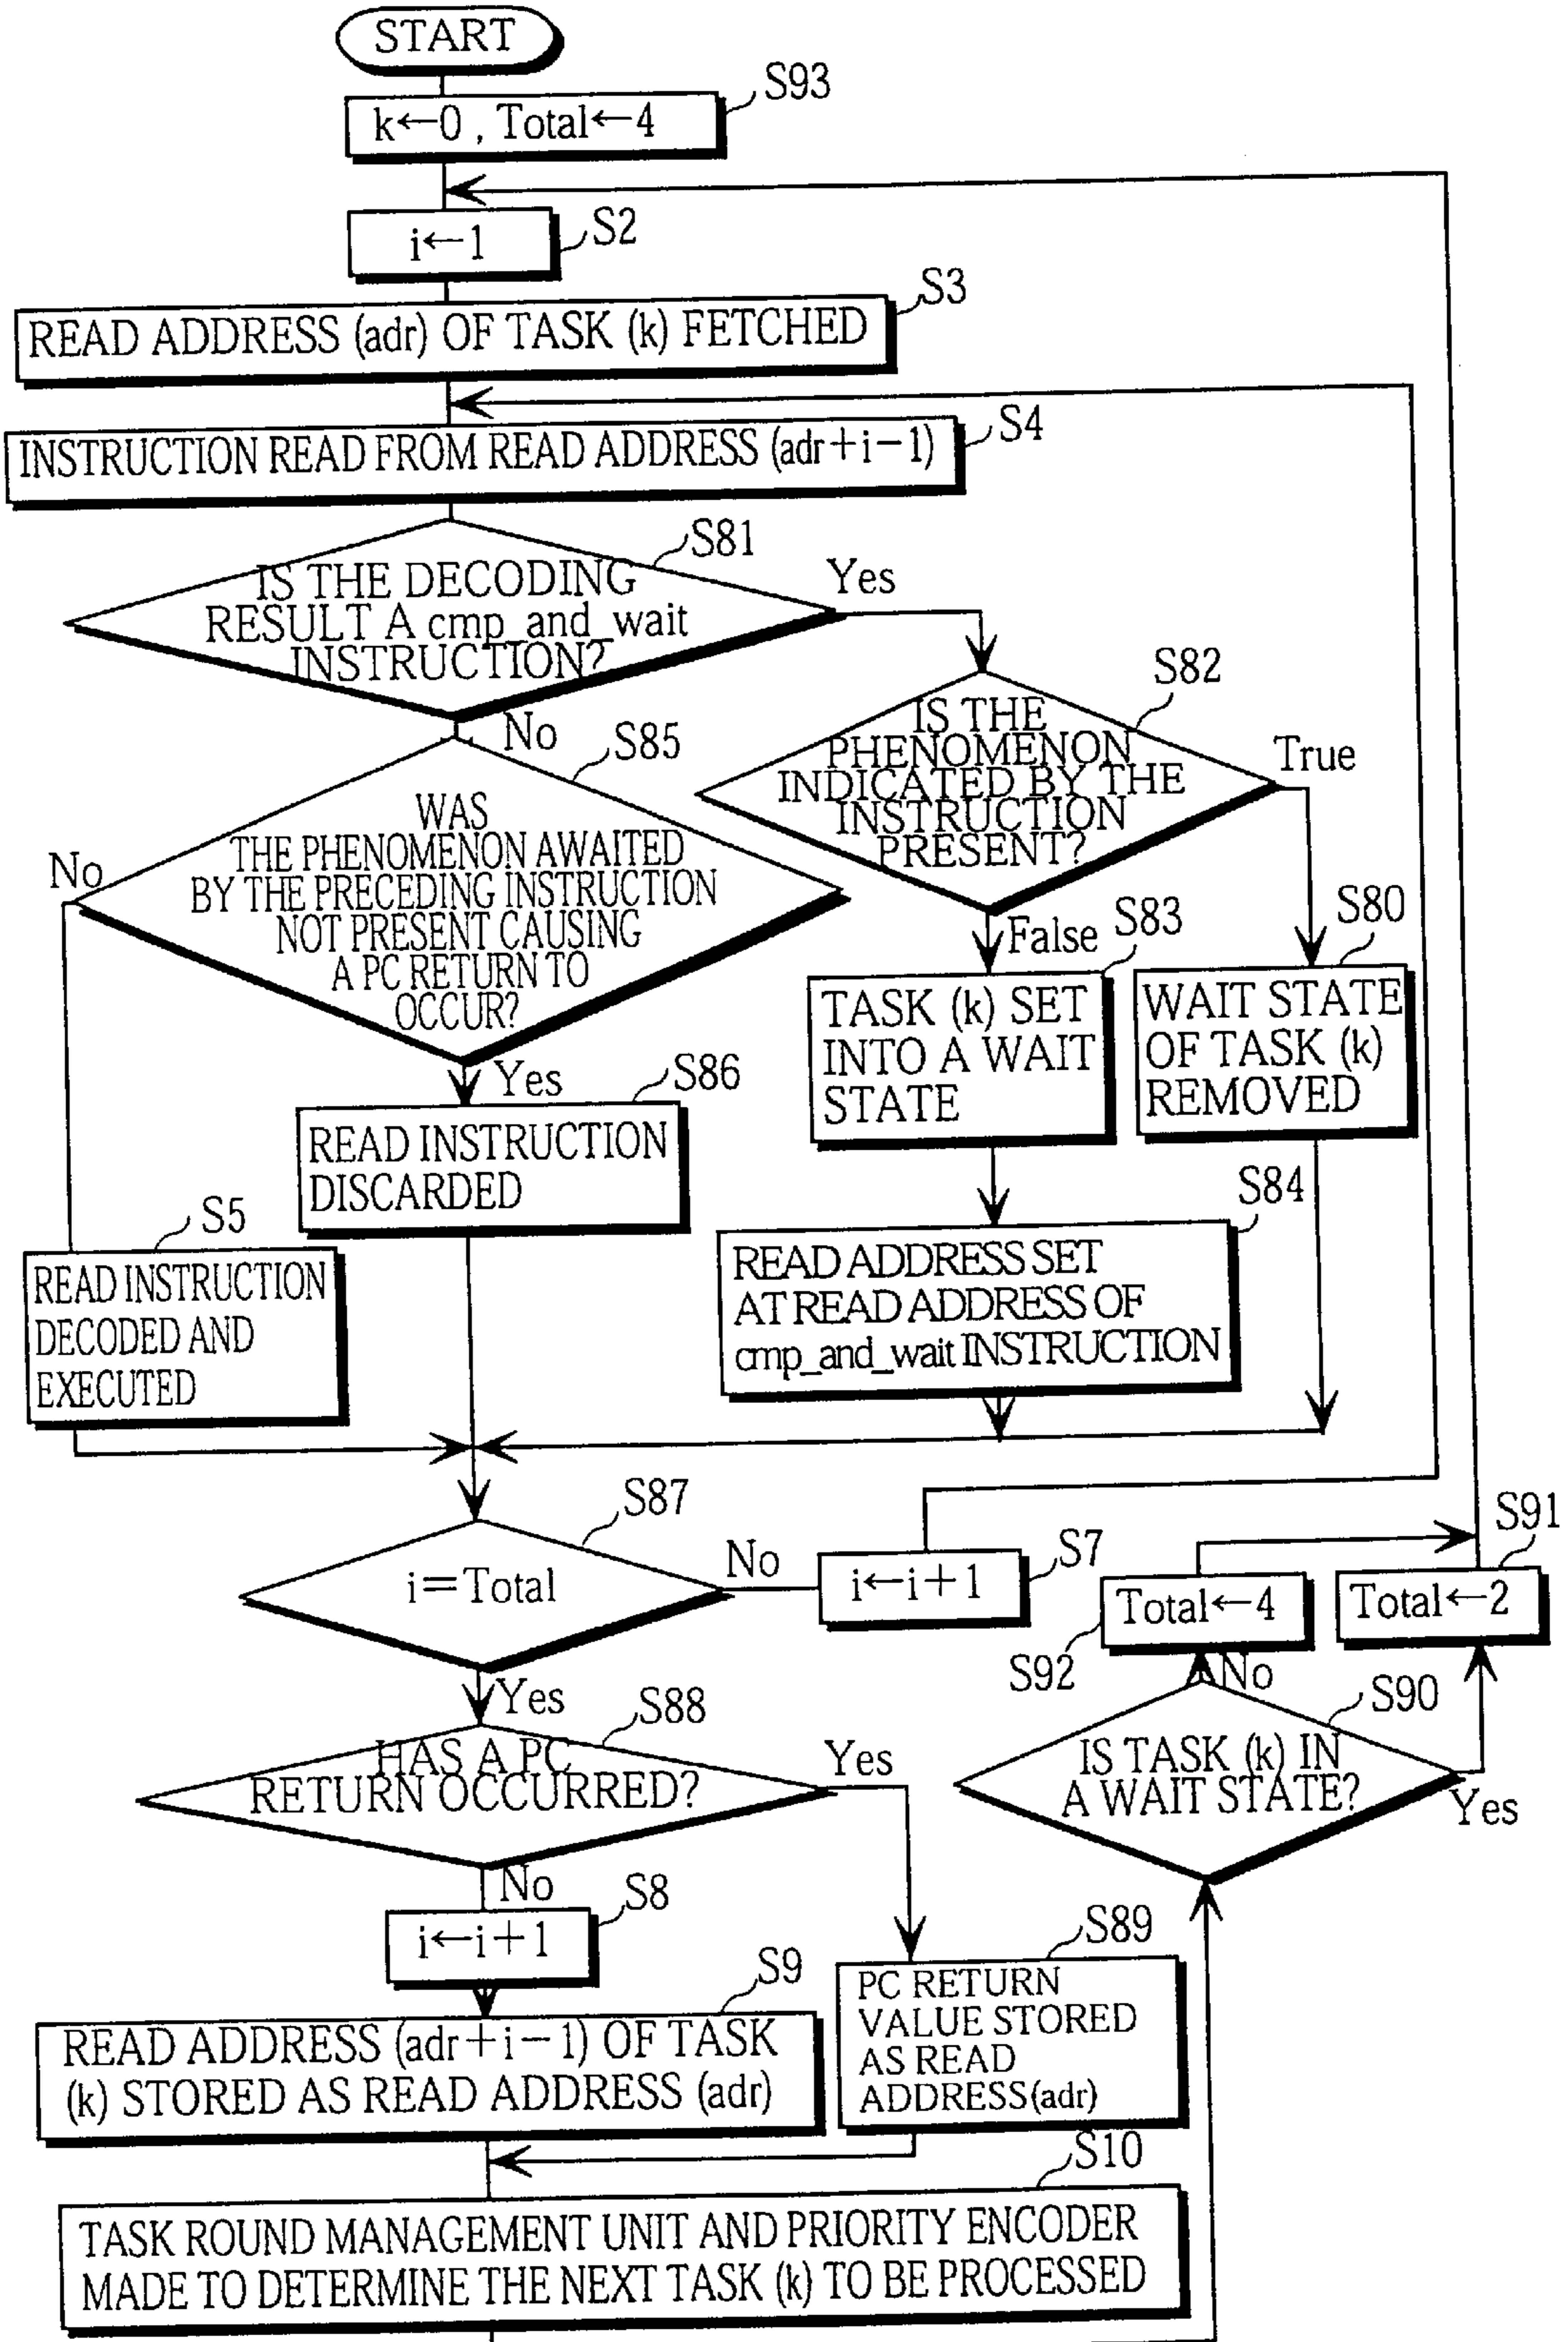 START
S93
k←0 , Total←4
S2
i←1
S3
READ ADDRESS (adr) OF TASK (k) FETCHED
S4
INSTRUCTION READ FROM READ ADDRESS (adr+i−1)
S81
IS THE DECODING
RESULT A cmp_and_wait
INSTRUCTION?
Yes
No
S82
IS THE
PHENOMENON
INDICATED BY THE
INSTRUCTION
PRESENT?
True
False
S85
WAS
THE PHENOMENON AWAITED
BY THE PRECEDING INSTRUCTION
NOT PRESENT CAUSING
A PC RETURN TO
OCCUR?
No
Yes
S83
TASK (k) SET
INTO A WAIT
STATE
S80
WAIT STATE
OF TASK (k)
REMOVED
S86
READ INSTRUCTION
DISCARDED
S84
READ ADDRESS SET
AT READ ADDRESS OF
cmp_and_wait INSTRUCTION
S5
READ INSTRUCTION
DECODED AND
EXECUTED
S87
i=Total
No
Yes
S7
i←i+1
S91
Total←2
S92
Total←4
No
S90
IS TASK (k) IN
A WAIT STATE?
Yes
S88
HAS A PC
RETURN OCCURRED?
Yes
No
S8
i←i+1
S9
READ ADDRESS (adr+i−1) OF TASK
(k) STORED AS READ ADDRESS (adr)
S89
PC RETURN
VALUE STORED
AS READ
ADDRESS(adr)
S10
TASK ROUND MANAGEMENT UNIT AND PRIORITY ENCODER
MADE TO DETERMINE THE NEXT TASK (k) TO BE PROCESSED